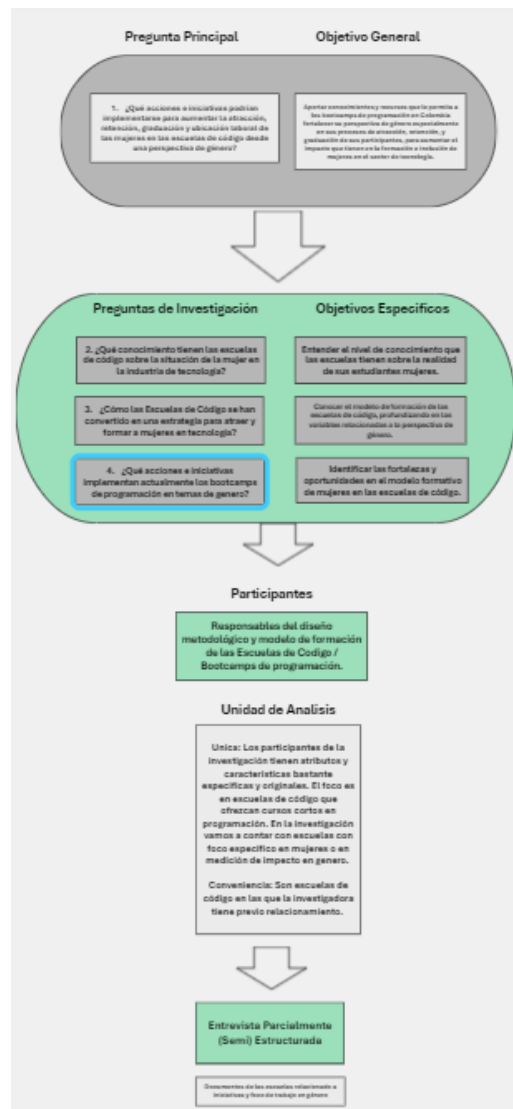 Pregunta Principal
Objetivo General
1. ¿Qué acciones e iniciativas podrían
implementarse para aumentar la atracción,
retención, graduación y ubicación laboral de
las mujeres en las escuelas de código desde
una perspectiva de género?
Aportar conocimientos y recursos que le permita a
los bootcamps de programación en Colombia
fortalecer su perspectiva de género especialmente
en sus procesos de atracción, retención, y
graduación de sus participantes, para aumentar el
impacto que tienen en la formación e inclusión de
mujeres en el sector de tecnología.
Preguntas de Investigación
Objetivos Especificos
2. ¿Qué conocimiento tienen las escuelas
de código sobre la situación de la mujer en
la industria de tecnología?
Entender el nivel de conocimiento que
las escuelas tienen sobre la realidad
de sus estudiantes mujeres.
3. ¿Cómo las Escuelas de Código se han
convertido en una estrategia para atraer y
formar a mujeres en tecnología?
Conocer el modelo de formación de las
escuelas de código, profundizando en las
variables relacionadas a la perspectiva de
género.
4. ¿Qué acciones e iniciativas
implementan actualmente los bootcamps
de programación en temas de genero?
Identificar las fortalezas y
oportunidades en el modelo formativo
de mujeres en las escuelas de código.
Participantes
Responsables del diseño
metodológico y modelo de formación
de las Escuelas de Codigo /
Bootcamps de programación.
Unidad de Analisis
Unica: Los participantes de la
investigación tienen atributos y
características bastante
especificas y originales. El foco es
en escuelas de código que
ofrezcan cursos cortos en
programación. En la investigación
vamos a contar con escuelas con
foco especifico en mujeres o en
medición de impacto en genero.
Conveniencia: Son escuelas de
código en las que la investigadora
tiene previo relacionamiento.
Entrevista Parcialmente
(Semi) Estructurada
Documentos de las escuelas relacionado a
iniciativas y foco de trabajo en género